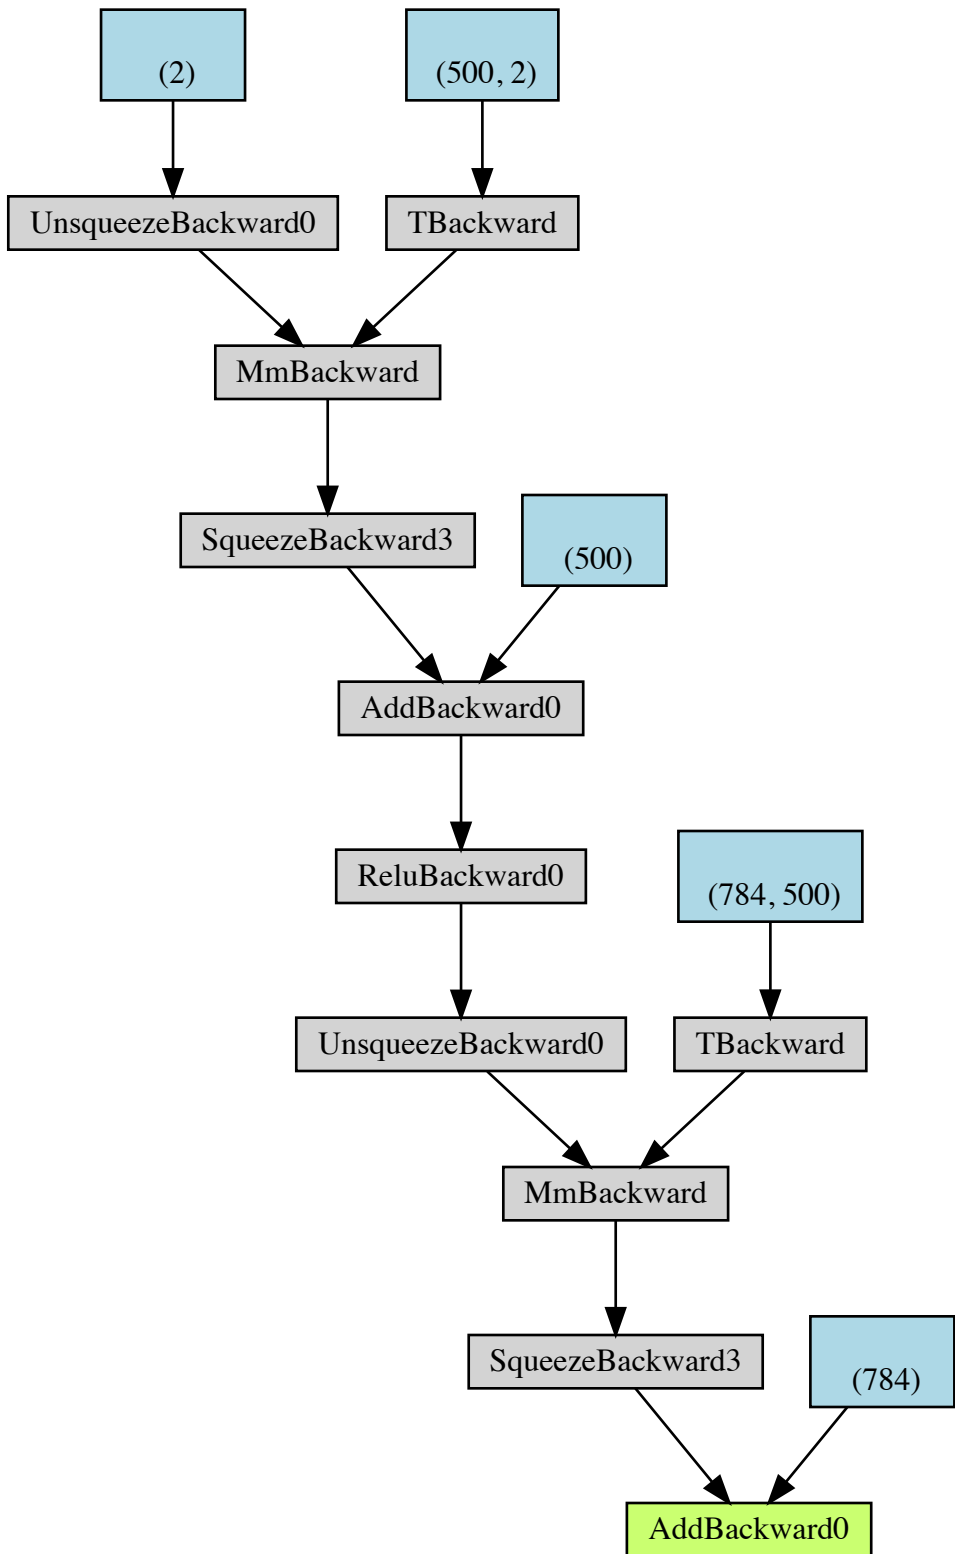 (2)
(500, 2)
UnsqueezeBackward0
TBackward
MmBackward
SqueezeBackward3
(500)
AddBackward0
ReluBackward0
(784, 500)
UnsqueezeBackward0
TBackward
MmBackward
SqueezeBackward3
(784)
AddBackward0